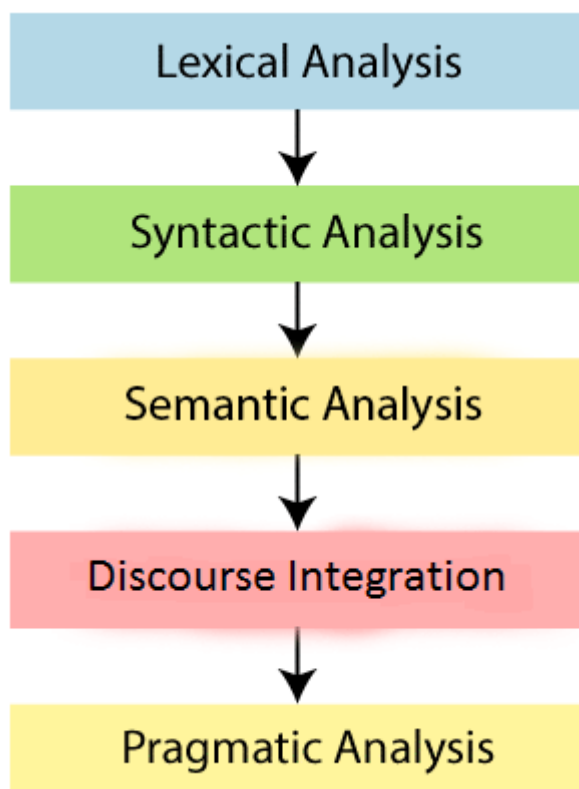 Lexical Analysis
Syntactic Analysis
Semantic Analysis
Discourse Integration
Pragmatic Analysis